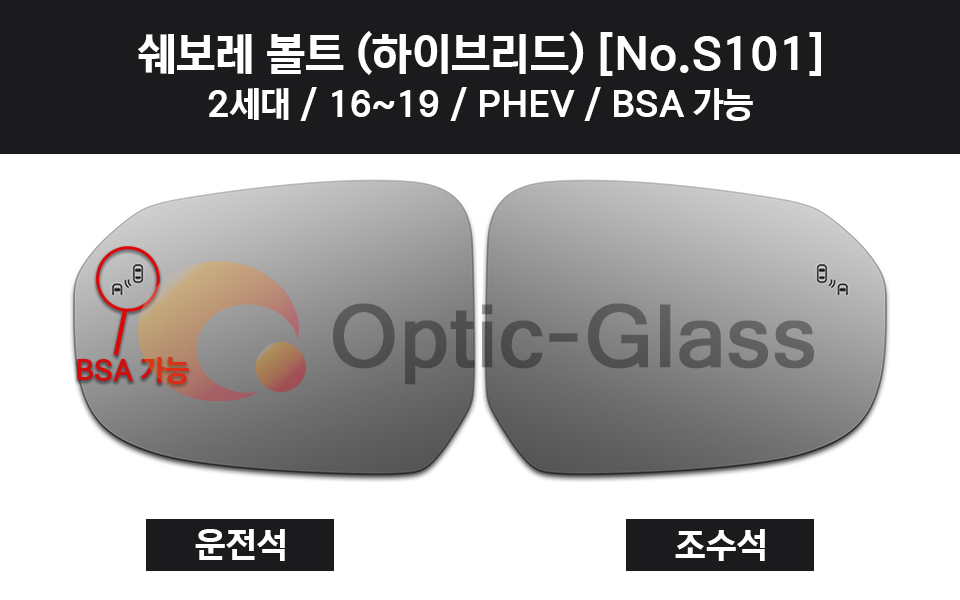 쉐보레 볼트 (하이브리드) [No.S101]
2세대 / 16~19 / PHEV / BSA 가능
BSA 가능
Optic-Glass
운전석
조수석